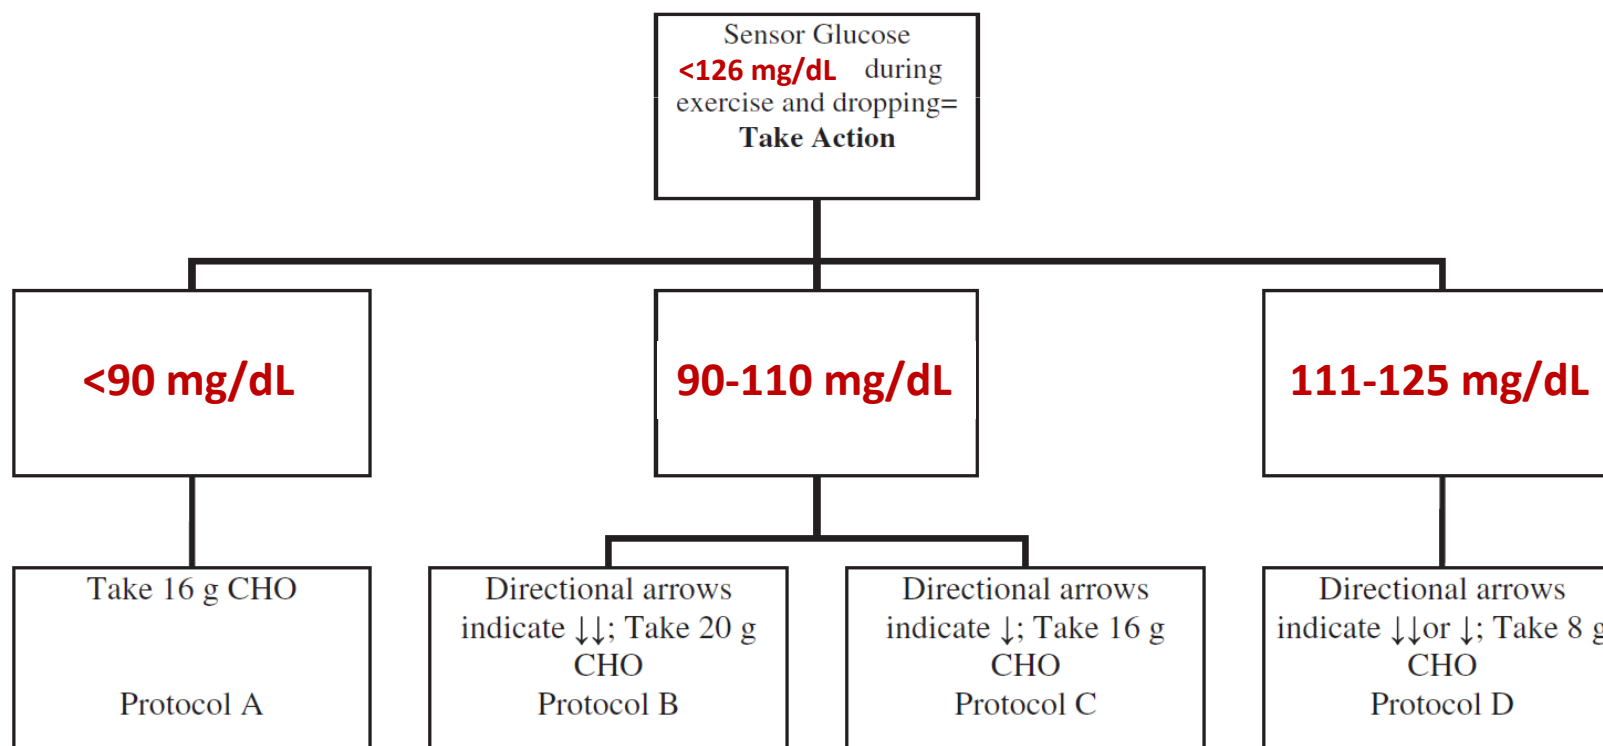 Sensor Glucose
<126 mg/dL during
exercise and dropping=
Take Action
<90 mg/dL
90-110 mg/dL
111-125 mg/dL
Take 16 g CHO
Protocol A
Directional arrows
indicate ↓↓; Take 20 g
CHO
Protocol B
Directional arrows
indicate ↓; Take 16 g
CHO
Protocol C
Directional arrows
indicate ↓↓or ↓; Take 8 g
CHO
Protocol D